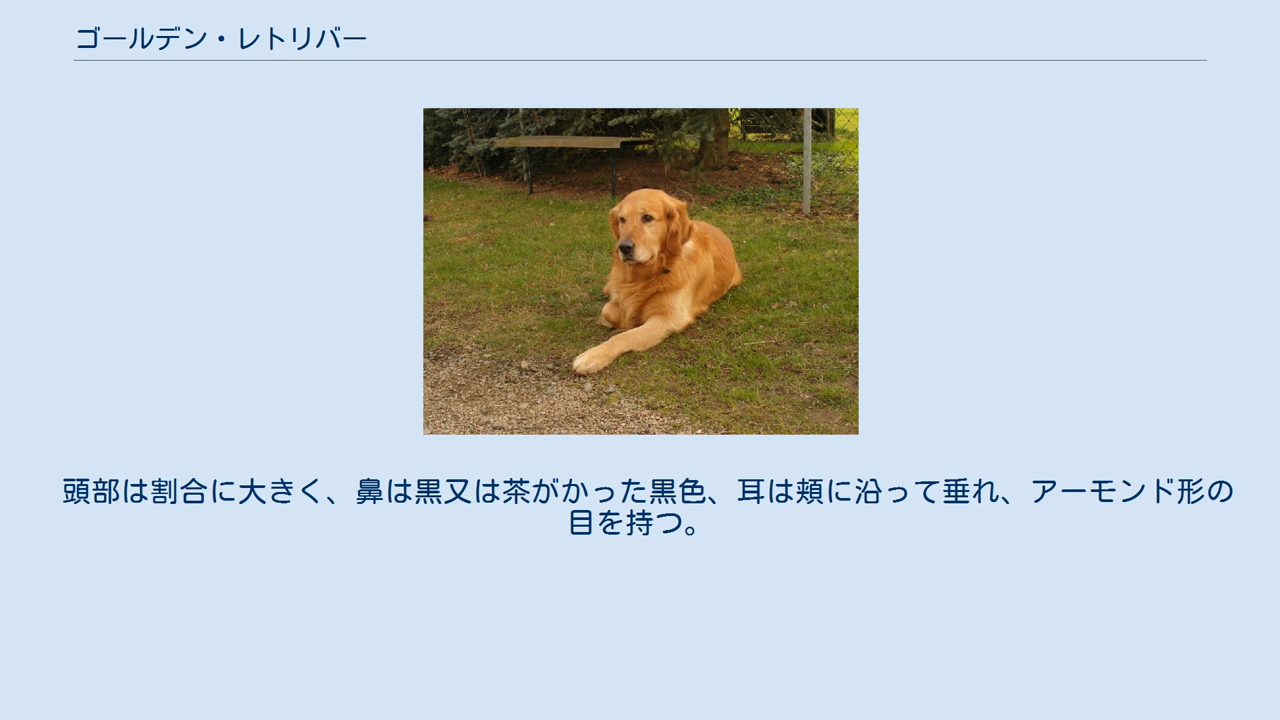 ゴールデン・レトリバー
頭部は割合に大きく、鼻は黒又は茶がかった黒色、耳は頬に沿って垂れ、アーモンド形の
目を持つ。